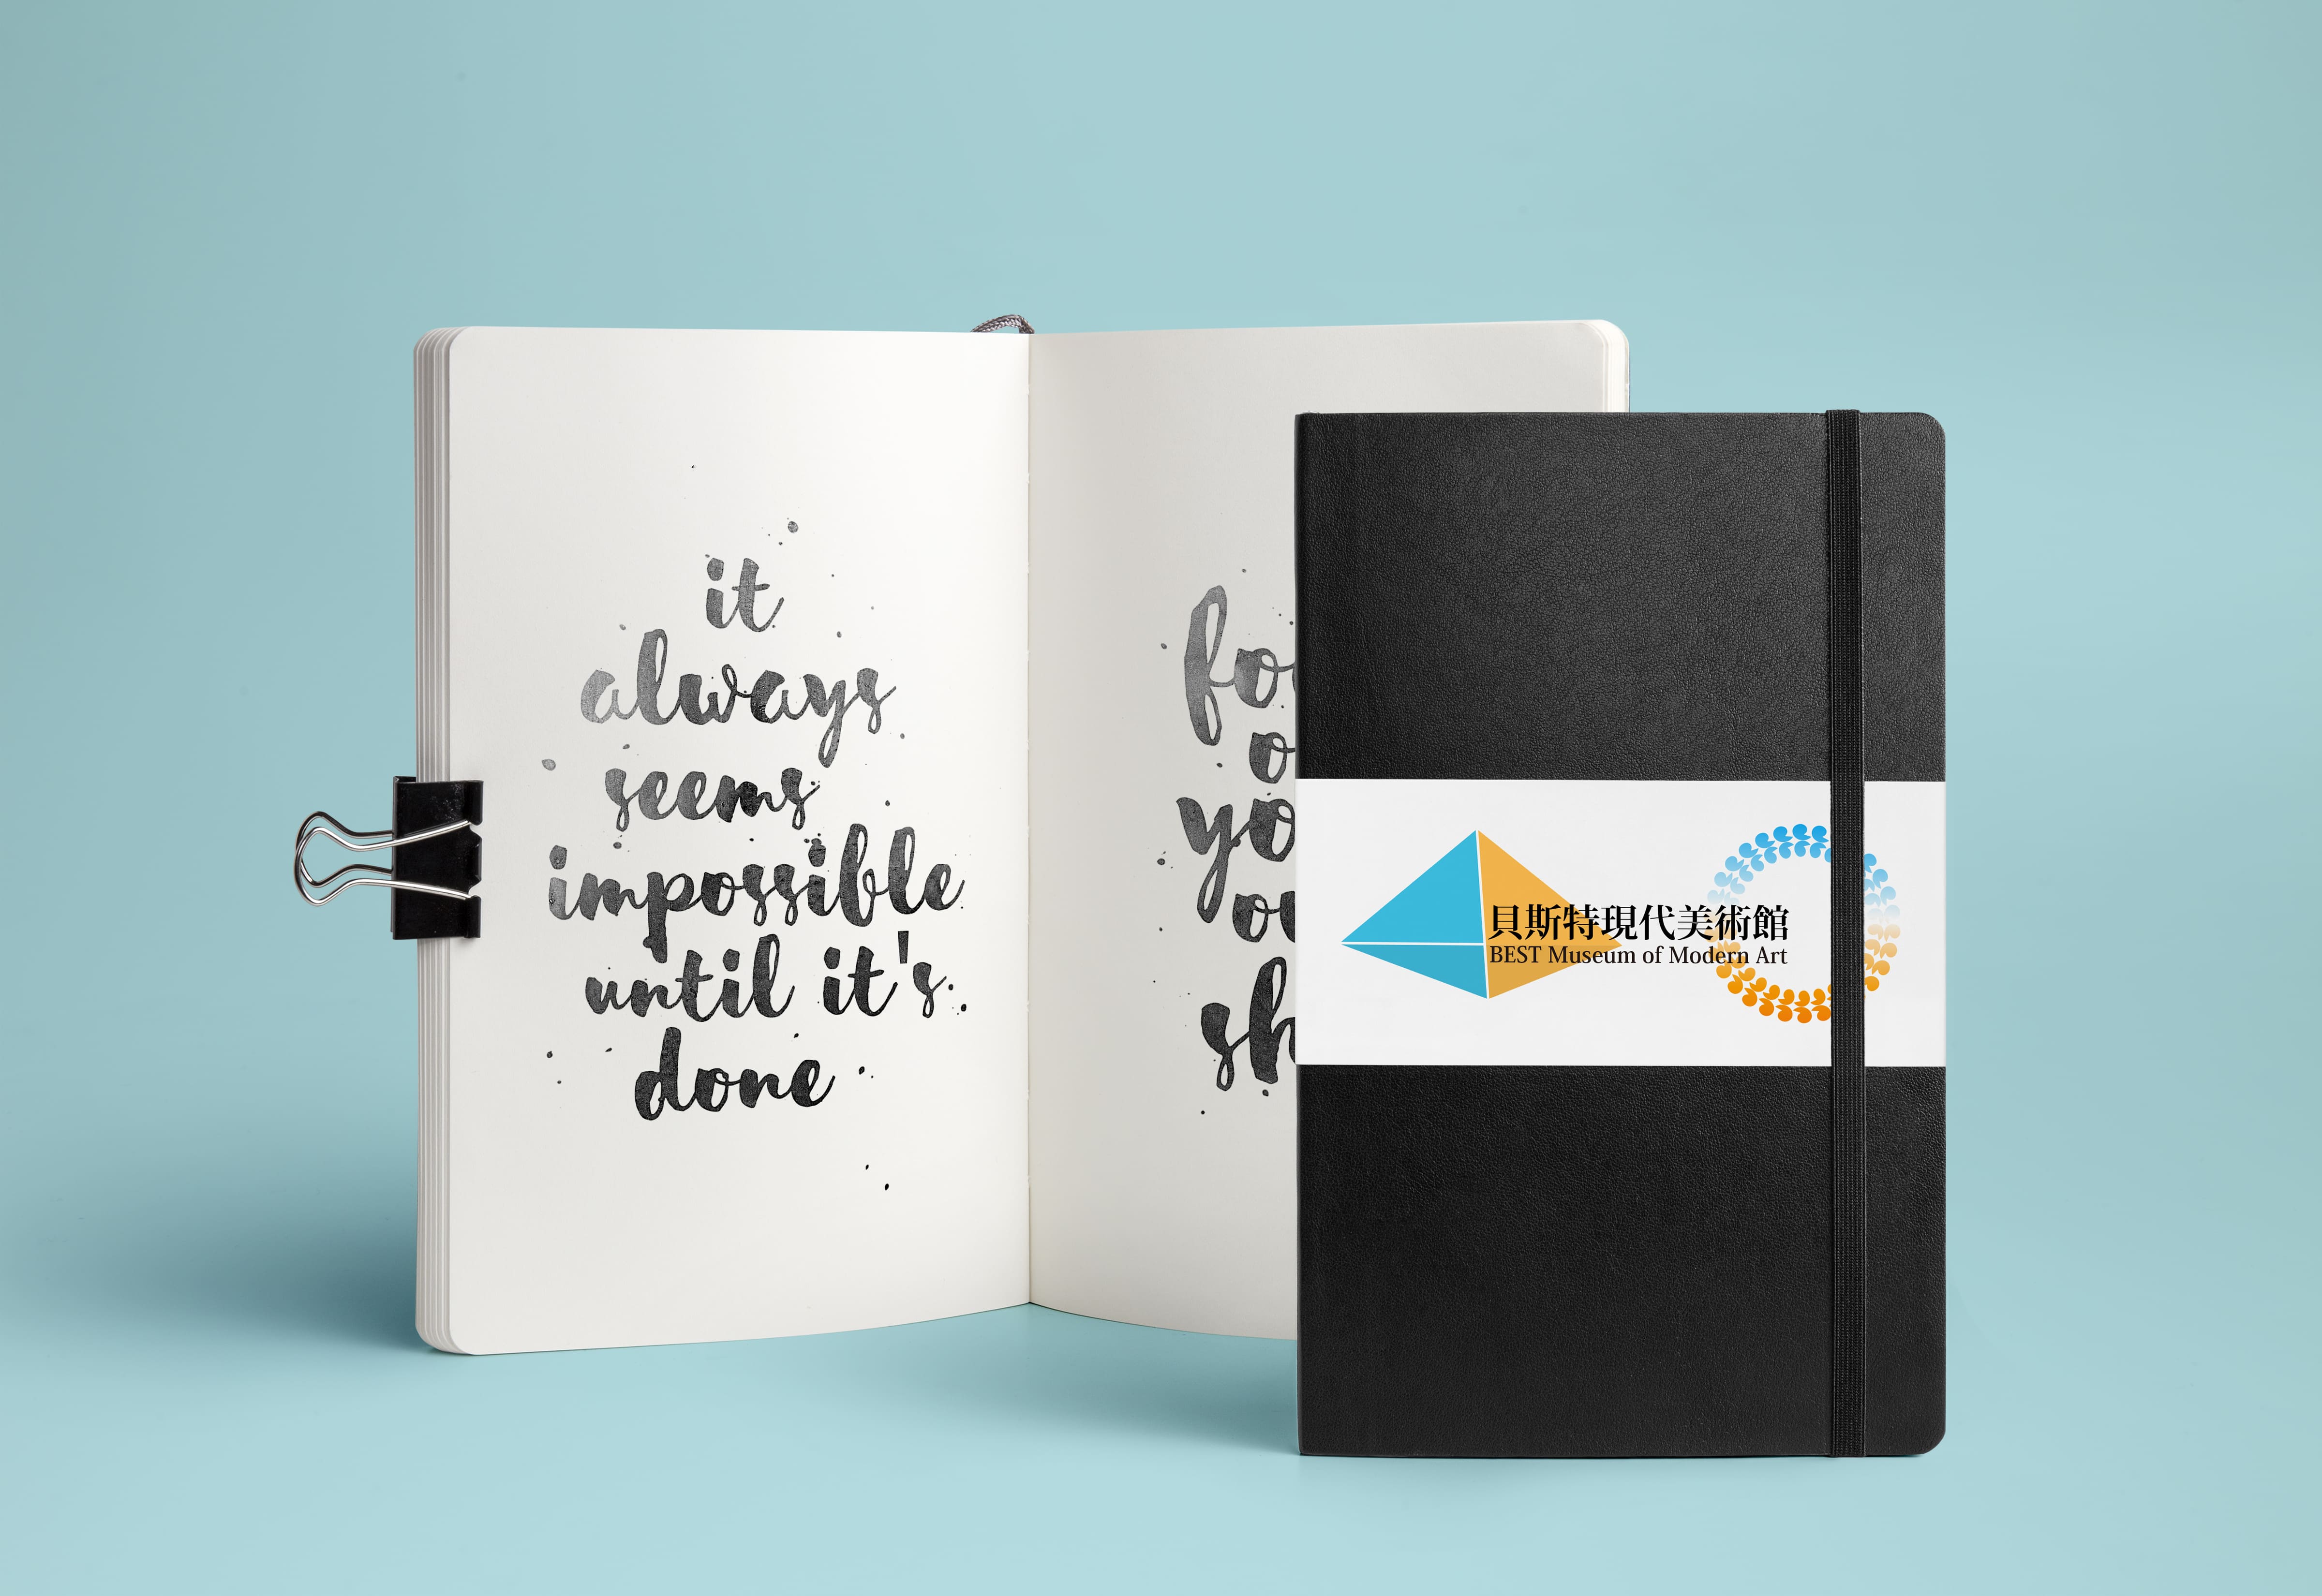 it
always
seems
impossible
until it's
done
貝斯特現代美術館
BEST Museum of Modern Art